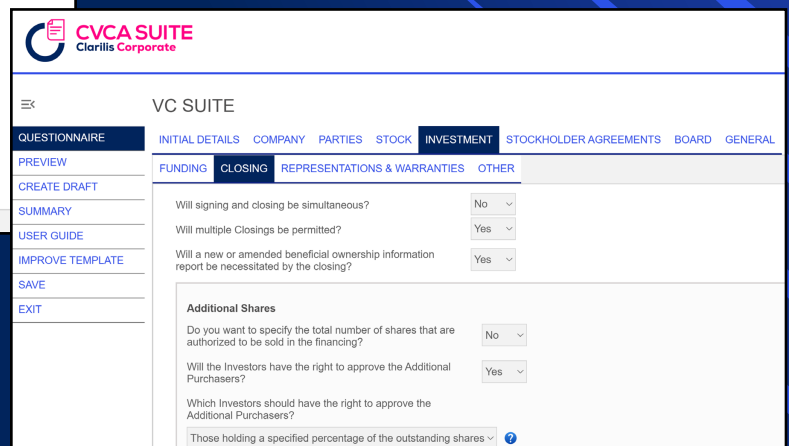 CVCA SUITE
Clarilis Corporate
VC SUITE
QUESTIONNAIRE
PREVIEW
CREATE DRAFT
SUMMARY
USER GUIDE
IMPROVE TEMPLATE
SAVE
EXIT
INITIAL DETAILS COMPANY PARTIES STOCK INVESTMENT STOCKHOLDER AGREEMENTS BOARD GENERAL
FUNDING CLOSING REPRESENTATIONS & WARRANTIES OTHER
Will signing and closing be simultaneous? No
Will multiple Closings be permitted? Yes
Will a new or amended beneficial ownership information
report be necessitated by the closing? Yes
Additional Shares
Do you want to specify the total number of shares that are
authorized to be sold in the financing? No
Will the Investors have the right to approve the Additional
Purchasers? Yes
Which Investors should have the right to approve the
Additional Purchasers?
Those holding a specified percentage of the outstanding shares ?